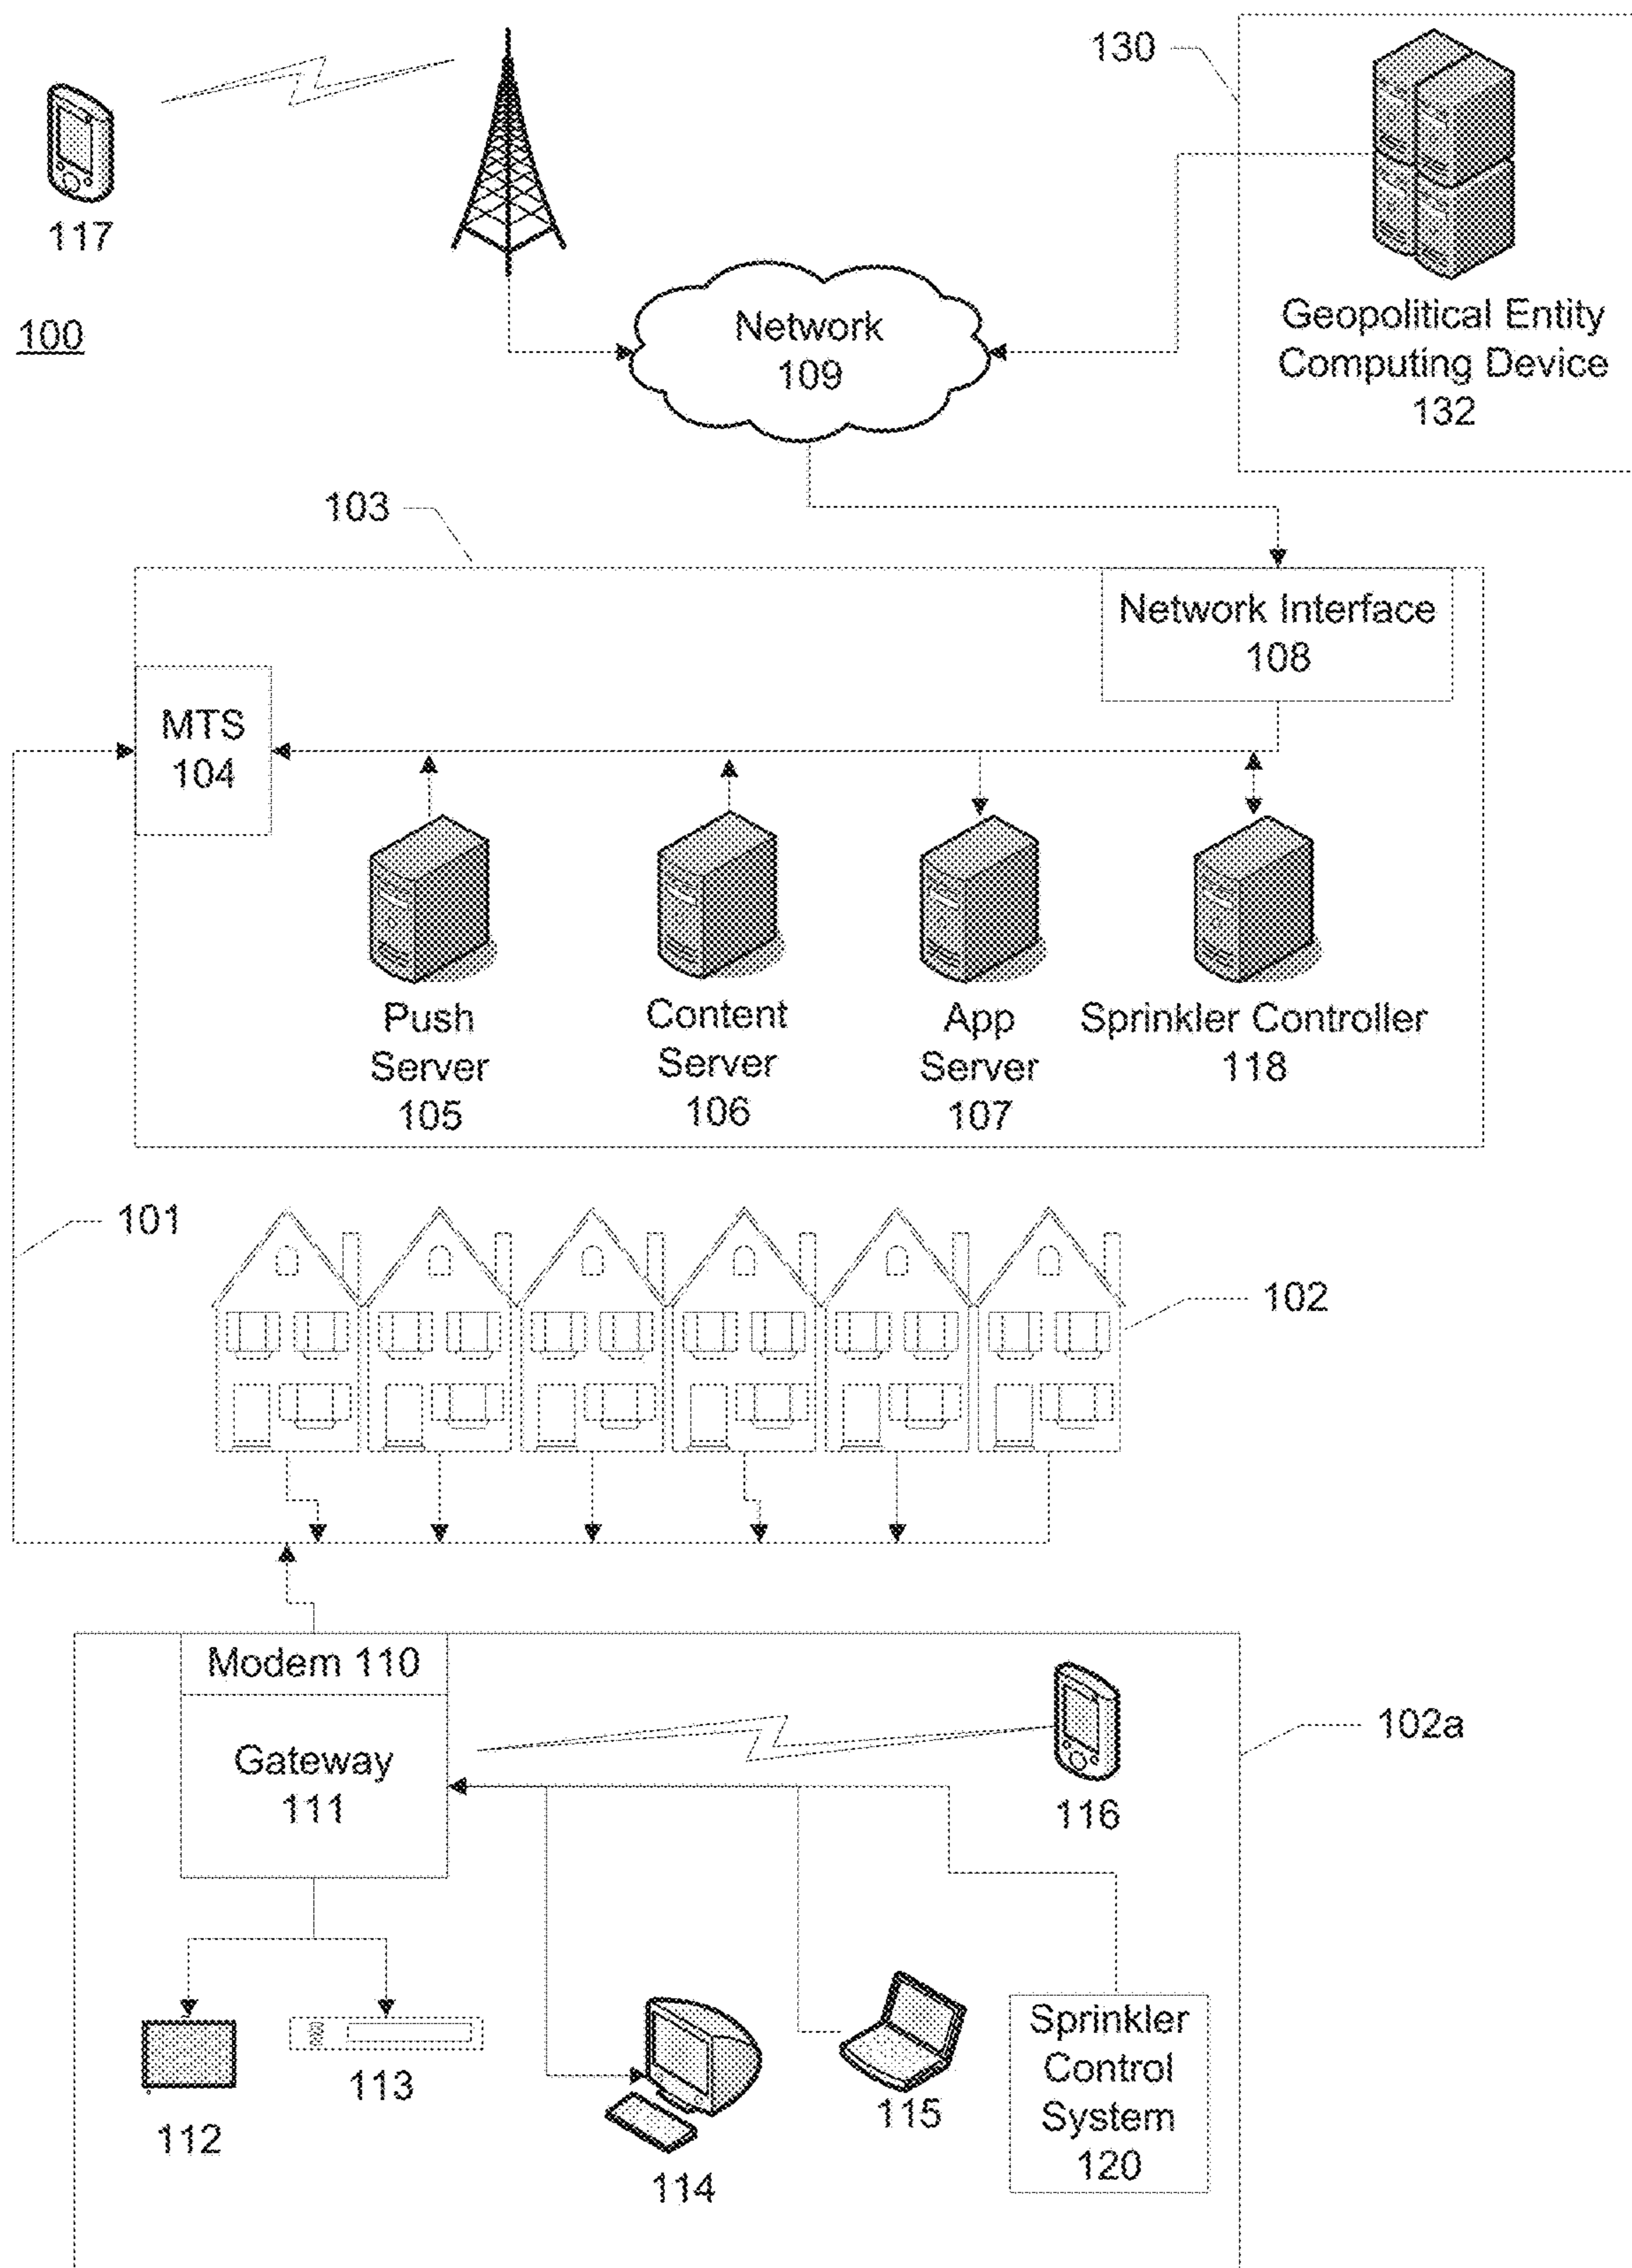 130
117
100
Network
109
Geopolitical Entity
Computing Device
132
103
Network Interface
108
MTS
104
Push
Server
105
Content
Server
106
App
Server
107
Sprinkler Controller
118
101
102
Modem 110
Gateway
111
102a
116
112
113
114
115
Sprinkler
Control
System
120